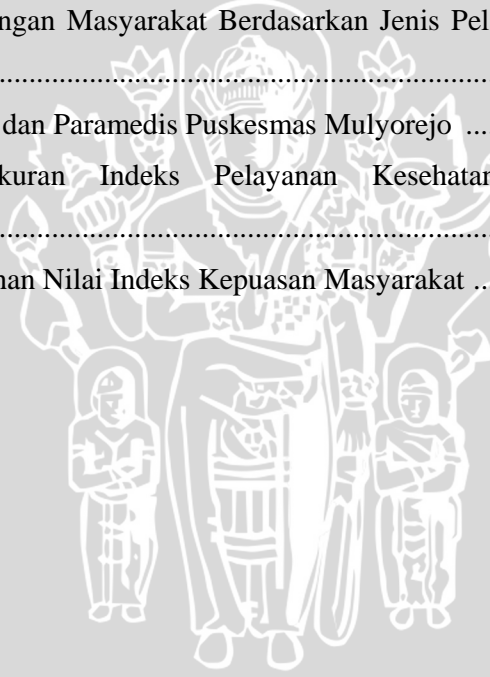 ngan Masyarakat Berdasarkan Jenis Pel
...............................................................
dan Paramedis Puskesmas Mulyorejo ...
kuran Indeks Pelayanan Kesehatan
...............................................................
nan Nilai Indeks Kepuasan Masyarakat ..